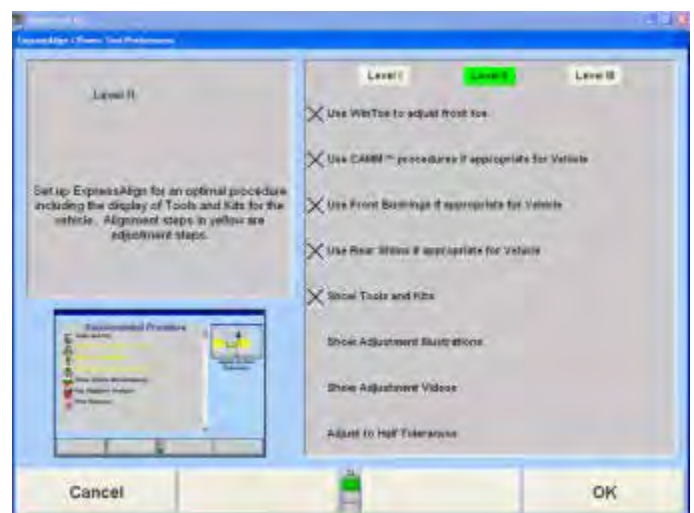 ExpressAlign / Power Tool Preferences
Level II
Set up ExpressAlign for an optimal procedure
including the display of Tools and Kits for the
vehicle. Alignment steps in yellow are
adjustment steps.
Recommended Procedure
Level I
Level II
Level III
Use WinToe to adjust front toe.
Use CAMM™ procedures if appropriate for Vehicle
Use Front Bushings if appropriate for Vehicle
Use Rear Shims if appropriate for Vehicle
Show Tools and Kits
Show Adjustment Illustrations
Show Adjustment Videos
Adjust to Half Tolerances
Cancel
OK